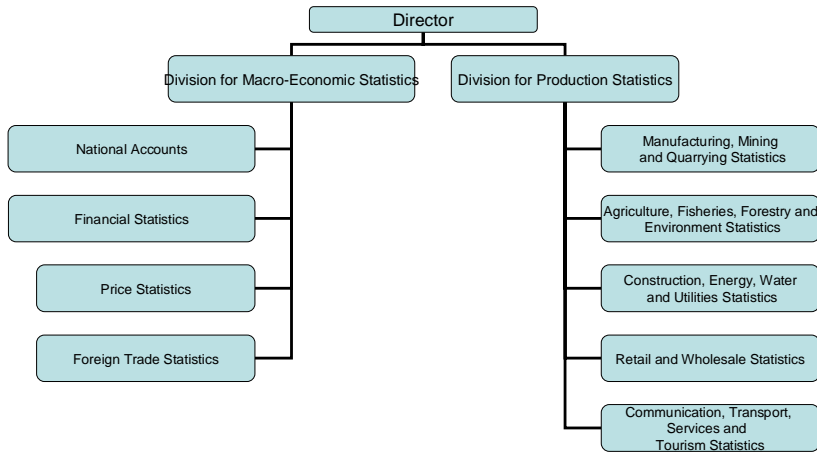 Director
Division for Macro-Economic Statistics
Division for Production Statistics
National Accounts
Financial Statistics
Price Statistics
Foreign Trade Statistics
Manufacturing, Mining
and Quarrying Statistics
Agriculture, Fisheries, Forestry and
Environment Statistics
Construction, Energy, Water
and Utilities Statistics
Retail and Wholesale Statistics
Communication, Transport,
Services and
Tourism Statistics